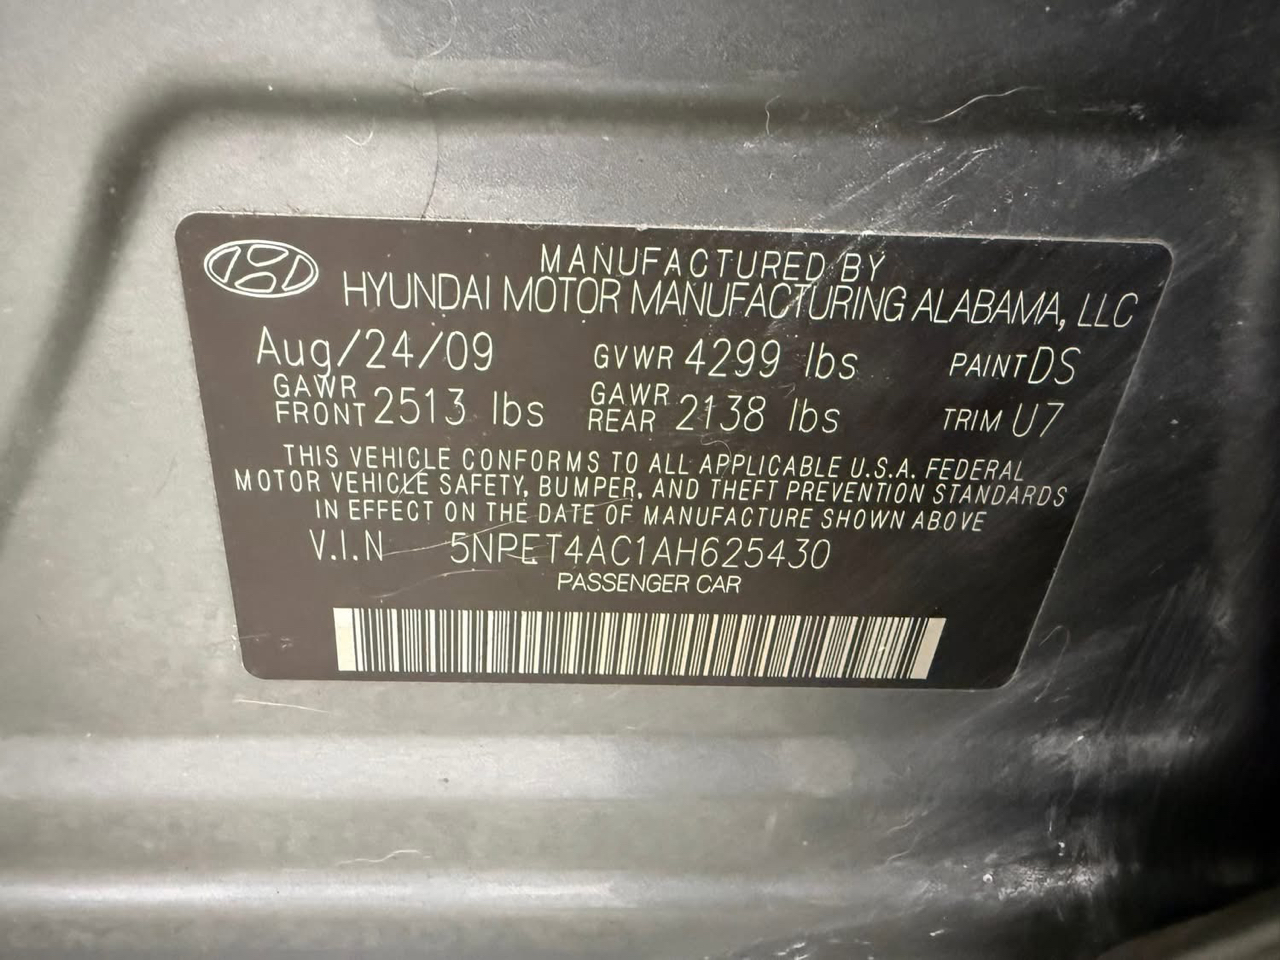 MANUFACTURED BY
HYUNDAI MOTOR MANUFACTURING ALABAMA, LLC
Aug/24/09 GVWR 4299 lbs PAINT DS
GAWR FRONT 2513 lbs GAWR REAR 2138 lbs TRIM U7
THIS VEHICLE CONFORMS TO ALL APPLICABLE U.S.A. FEDERAL
MOTOR VEHICLE SAFETY, BUMPER, AND THEFT PREVENTION STANDARDS
IN EFFECT ON THE DATE OF MANUFACTURE SHOWN ABOVE
V.I.N 5NPET4AC1AH625430
PASSENGER CAR